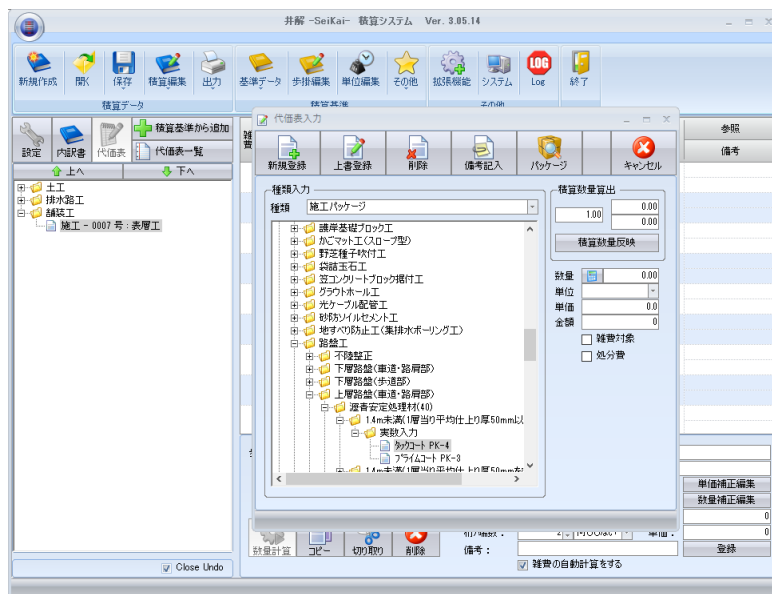 井解 -SeiKai- 積算システム Ver. 3.05.14
新規作成 開く 保存 積算編集 出力 基準データ 歩掛編集 単位編集 その他 拡張機能 システム Log 終了
LOG
積算データ 積算基準 その他
設定 内訳書 代価表 積算基準から追加
代価表一覧
上へ 下へ
土工
排水路工
舗装工
施工 - 0007 号 : 表層工
Close Undo
雑
費
参照
備考
代価表入力
新規登録 上書登録 削除 備考記入 パッケージ キャンセル
種類入力
種類 施工パッケージ
護岸基礎ブロック工
かごマット工(スロープ型)
野芝種子吹付工
袋詰玉石工
笠コンクリートブロック据付工
グラウトホール工
光ケーブル配管工
砂防ソイルセメント工
地すべり防止工(集排水ボーリング工)
路盤工
不陸整正
下層路盤(車道・路肩部)
下層路盤(歩道部)
上層路盤(車道・路肩部)
瀝青安定処理材(40)
1.4m未満(1層当り平均仕上り厚50mm以
実数入力
タックコート PK-4
プライムコート PK-3
1.4m未満(1層当り平均仕上り厚50mmを
積算数量算出
1.00 0.00
0.00
積算数量反映
数量 0.00
単位
単価 0.0
金額 0
雑費対象
処分費
単価補正編集
数量補正編集
0
0
数量計算 コピー 切り取り 削除
単価 :
備考 :
登録
雑費の自動計算をする